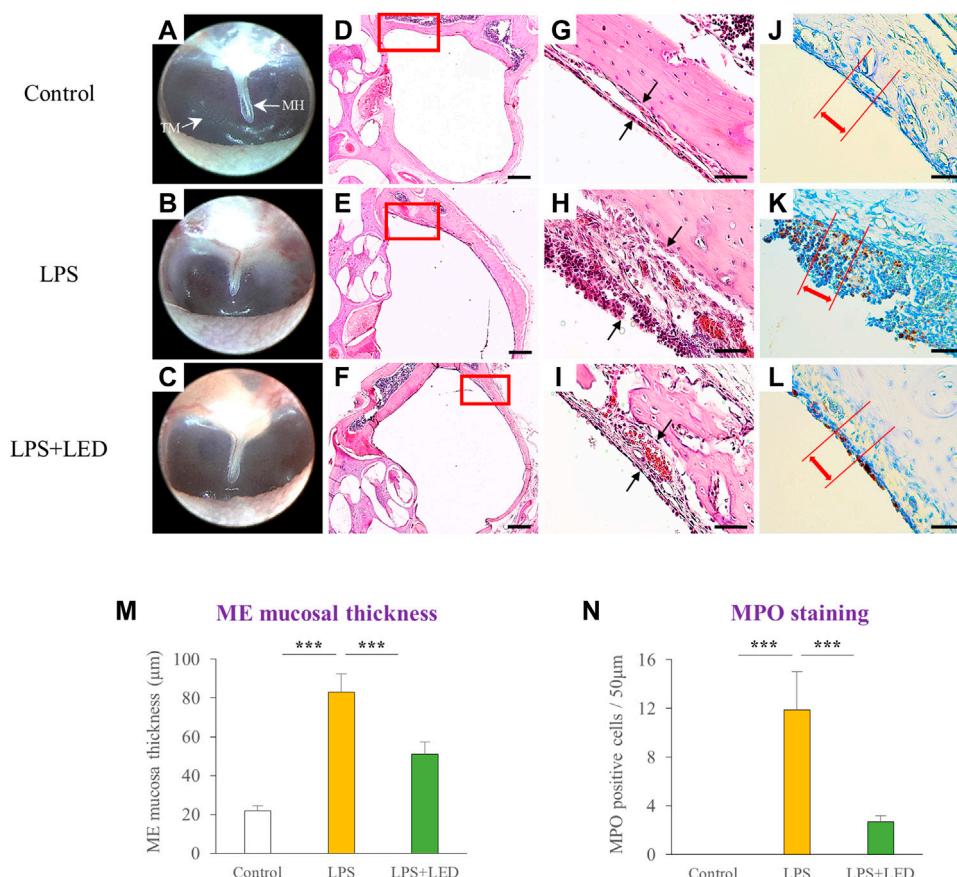 A
D
G
J
Control
MH
TM
B
E
H
K
LPS
C
F
I
L
LPS+LED
M
ME mucosal thickness
***
***
ME mucosa thickness (μm)
100
80
60
40
20
0
Control
LPS
LPS+LED
N
MPO staining
***
***
MPO positive cells / 50μm
16
12
8
4
0
Control
LPS
LPS+LED